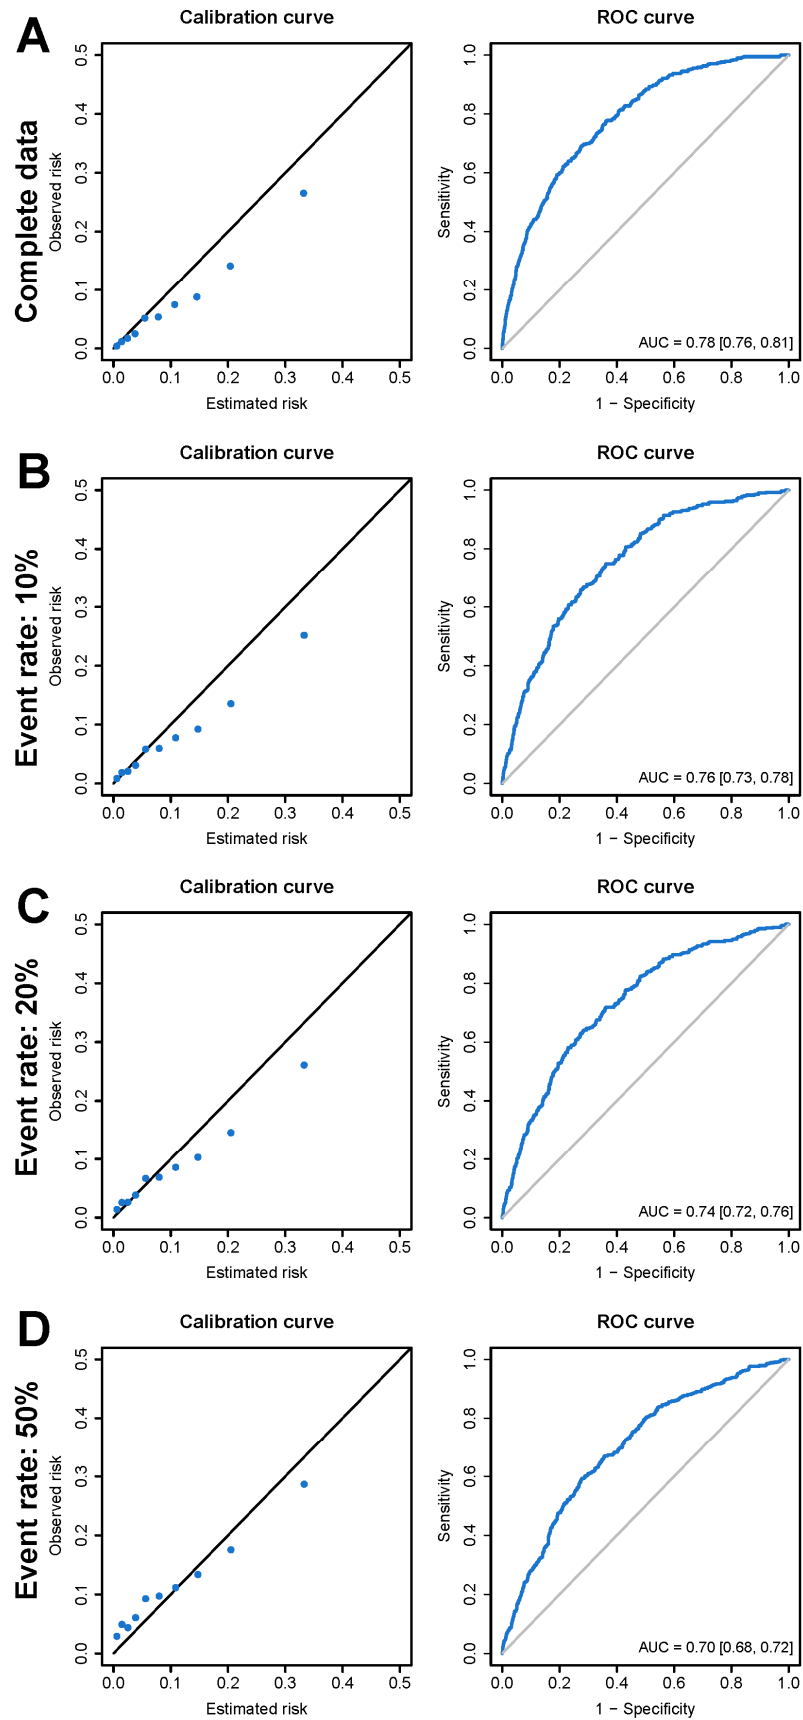 A
Calibration curve
ROC curve
Complete data
Observed risk
0.0 0.1 0.2 0.3 0.4 0.5
0.0 0.1 0.2 0.3 0.4 0.5
Estimated risk
Sensitivity
0.0 0.2 0.4 0.6 0.8 1.0
AUC = 0.78 [0.76, 0.81]
0.0 0.2 0.4 0.6 0.8 1.0
1 − Specificity
B
Calibration curve
ROC curve
Event rate: 10%
Observed risk
0.0 0.1 0.2 0.3 0.4 0.5
0.0 0.1 0.2 0.3 0.4 0.5
Estimated risk
Sensitivity
0.0 0.2 0.4 0.6 0.8 1.0
AUC = 0.76 [0.73, 0.78]
0.0 0.2 0.4 0.6 0.8 1.0
1 − Specificity
C
Calibration curve
ROC curve
Event rate: 20%
Observed risk
0.0 0.1 0.2 0.3 0.4 0.5
0.0 0.1 0.2 0.3 0.4 0.5
Estimated risk
Sensitivity
0.0 0.2 0.4 0.6 0.8 1.0
AUC = 0.74 [0.72, 0.76]
0.0 0.2 0.4 0.6 0.8 1.0
1 − Specificity
D
Calibration curve
ROC curve
Event rate: 50%
Observed risk
0.0 0.1 0.2 0.3 0.4 0.5
0.0 0.1 0.2 0.3 0.4 0.5
Estimated risk
Sensitivity
0.0 0.2 0.4 0.6 0.8 1.0
AUC = 0.70 [0.68, 0.72]
0.0 0.2 0.4 0.6 0.8 1.0
1 − Specificity